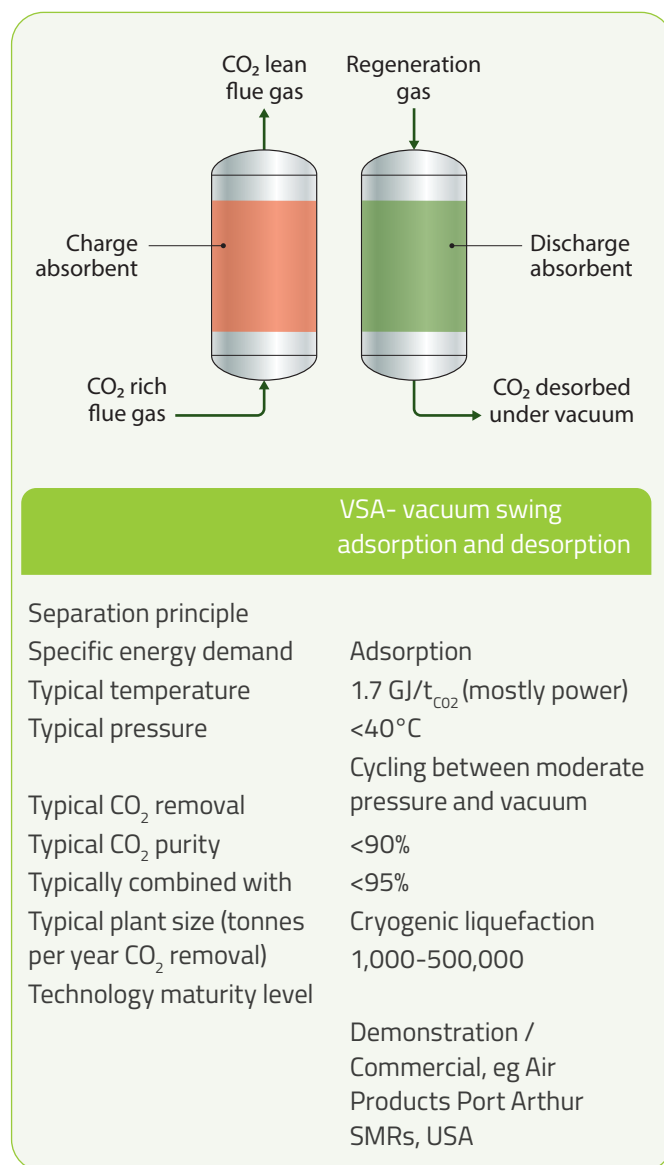 CO₂ lean
flue gas
Regeneration
gas
Charge
absorbent
Discharge
absorbent
CO₂ rich
flue gas
CO₂ desorbed
under vacuum
VSA- vacuum swing
adsorption and desorption
Separation principle
Specific energy demand
Typical temperature
Typical pressure
Typical CO₂ removal
Typical CO₂ purity
Typically combined with
Typical plant size (tonnes
per year CO₂ removal)
Technology maturity level
Adsorption
1.7 GJ/t_CO2 (mostly power)
<40°C
Cycling between moderate
pressure and vacuum
<90%
<95%
Cryogenic liquefaction
1,000-500,000
Demonstration /
Commercial, eg Air
Products Port Arthur
SMRs, USA